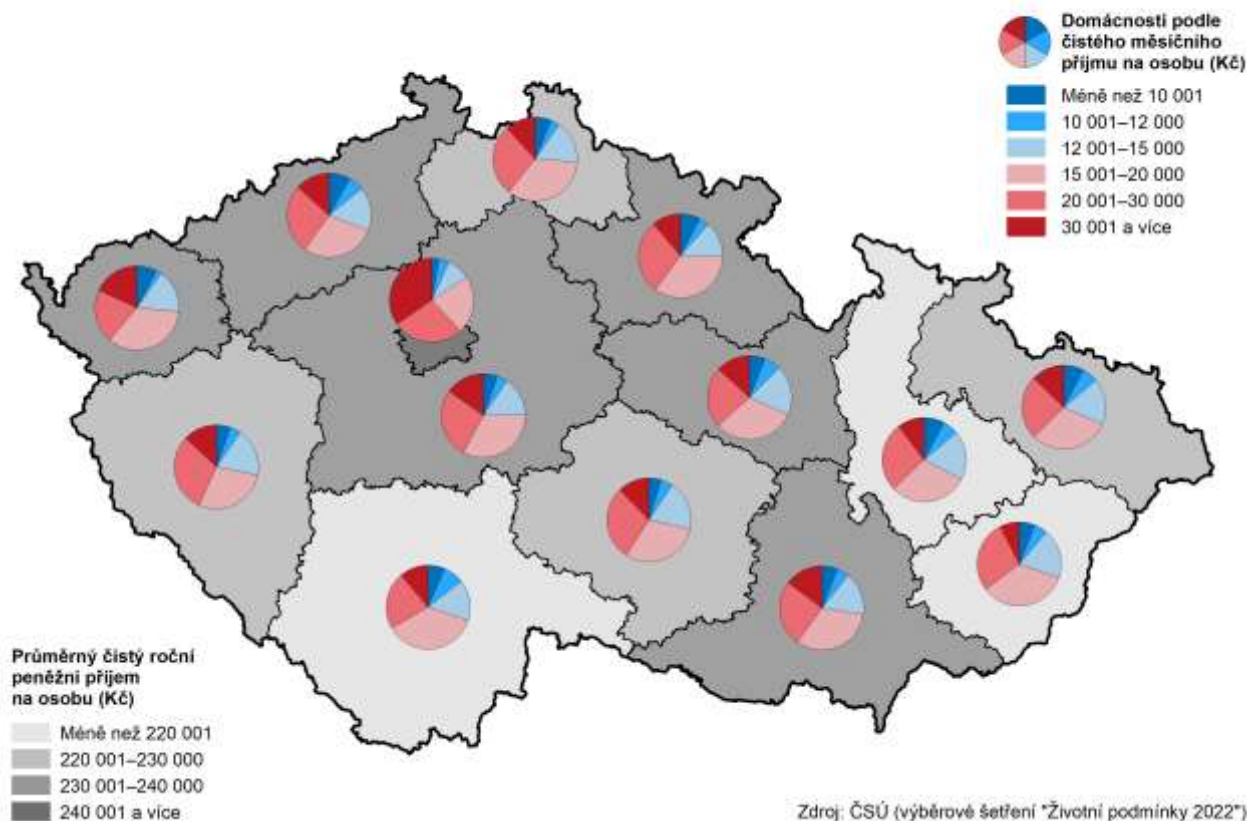 Domácnosti podle
čistého měsíčního
příjmu na osobu (Kč)
Méně než 10 001
10 001–12 000
12 001–15 000
15 001–20 000
20 001–30 000
30 001 a více
Průměrný čistý roční
peněžní příjem
na osobu (Kč)
Méně než 220 001
220 001–230 000
230 001–240 000
240 001 a více
Zdroj: ČSÚ (výběrové šetření "Životní podmínky 2022")